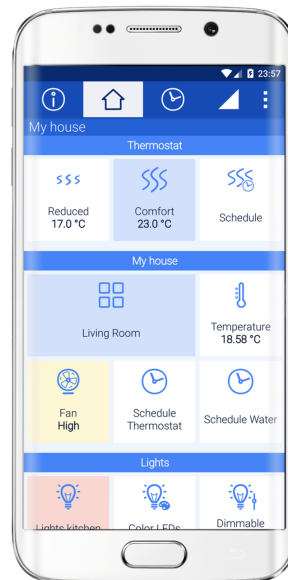 23:57
My house
Thermostat
Reduced
17.0 °C
Comfort
23.0 °C
Schedule
My house
Living Room
Temperature
18.58 °C
Fan
High
Schedule
Thermostat
Schedule Water
Lights
Lights kitchen
Color LEDs
Dimmable